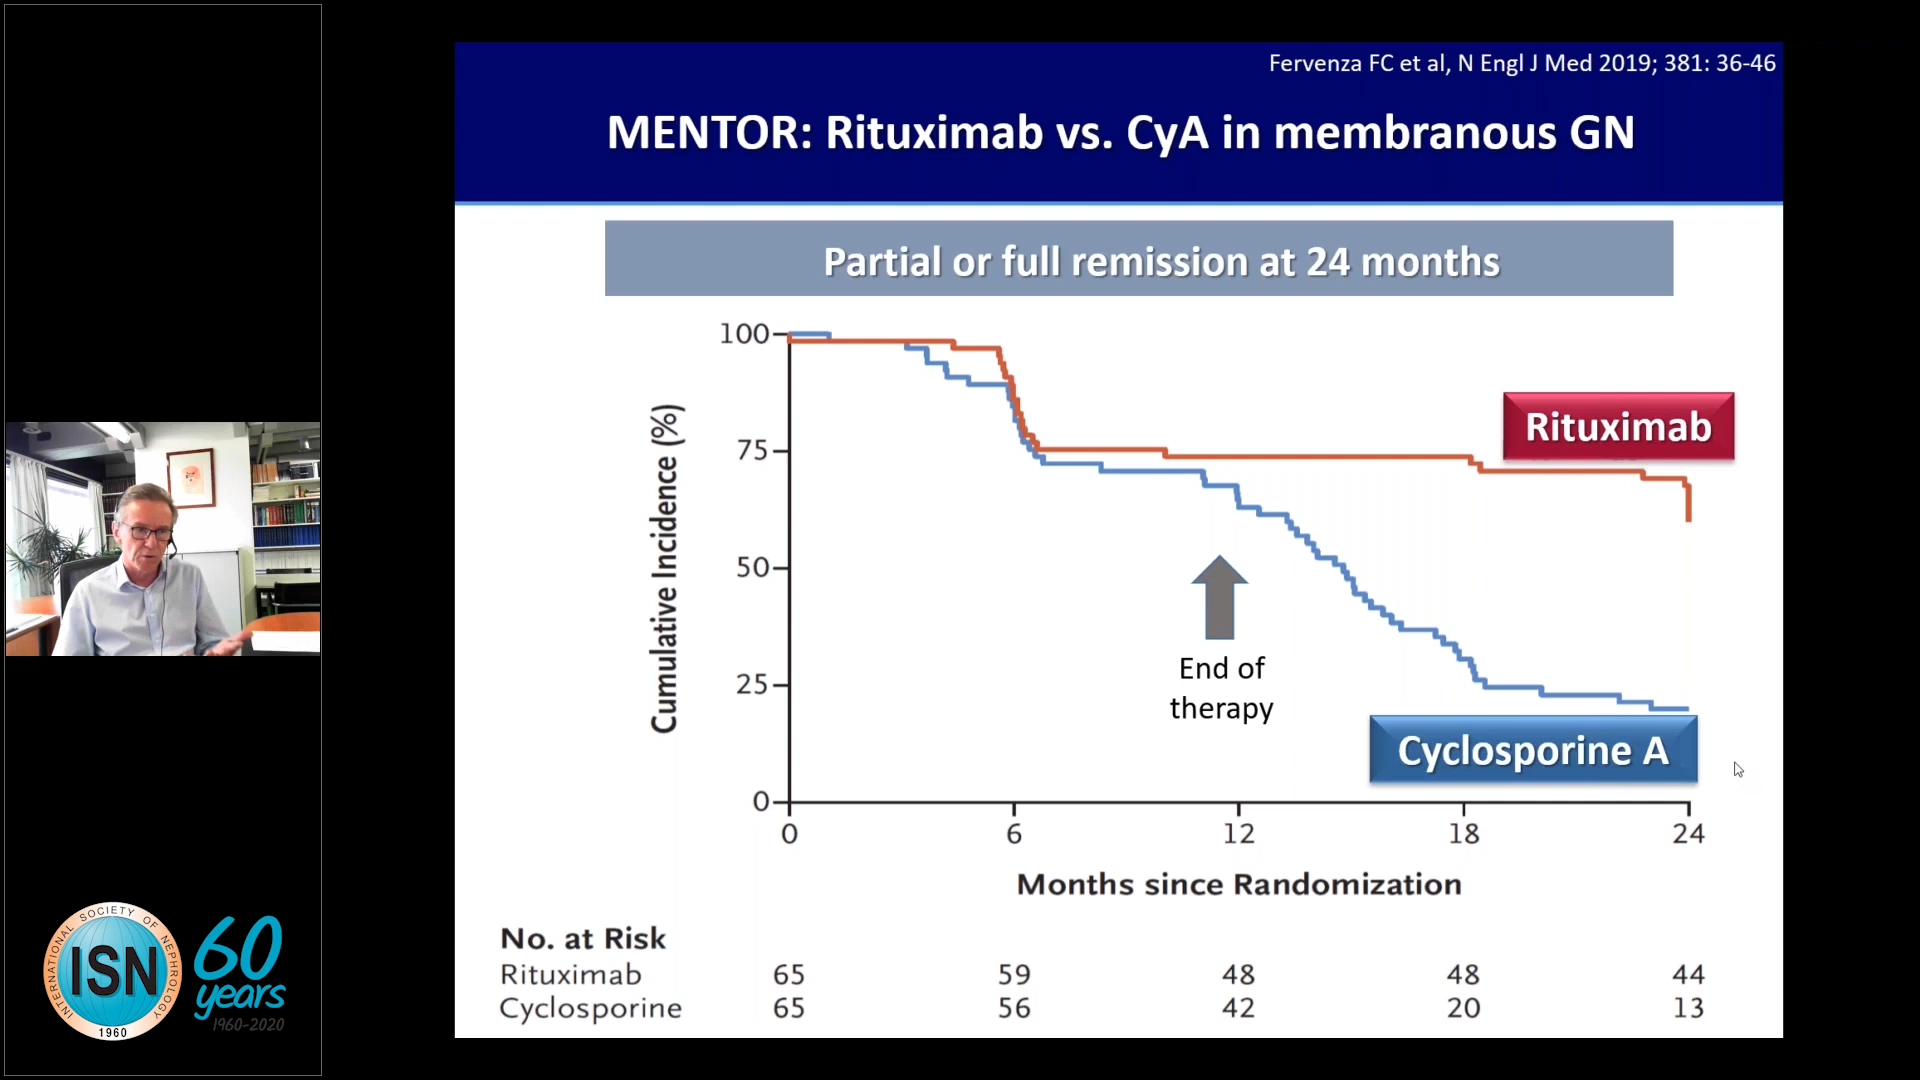 Fervenza FC et al, N Engl J Med 2019; 381: 36-46
MENTOR: Rituximab vs. CyA in membranous GN
Partial or full remission at 24 months
Cumulative Incidence (%)
100
75
50
25
0
Rituximab
End of
therapy
Cyclosporine A
0 6 12 18 24
Months since Randomization
No. at Risk
Rituximab 65 59 48 48 44
Cyclosporine 65 56 42 20 13
INTERNATIONAL SOCIETY OF NEPHROLOGY
ISN
1960
60
years
1960-2020